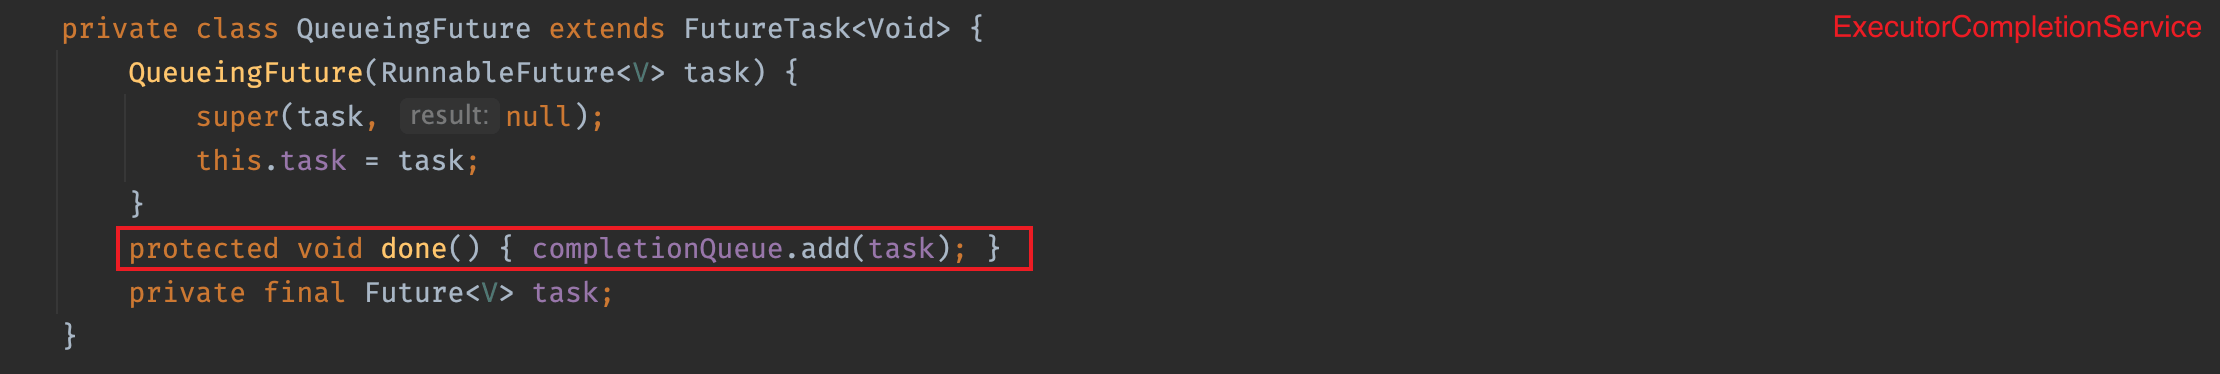 private class QueueingFuture extends FutureTask<Void> {
ExecutorCompletionService
QueueingFuture(RunnableFuture<V> task) {
super(task, result: null);
this.task = task;
}
protected void done() { completionQueue.add(task); }
private final Future<V> task;
}